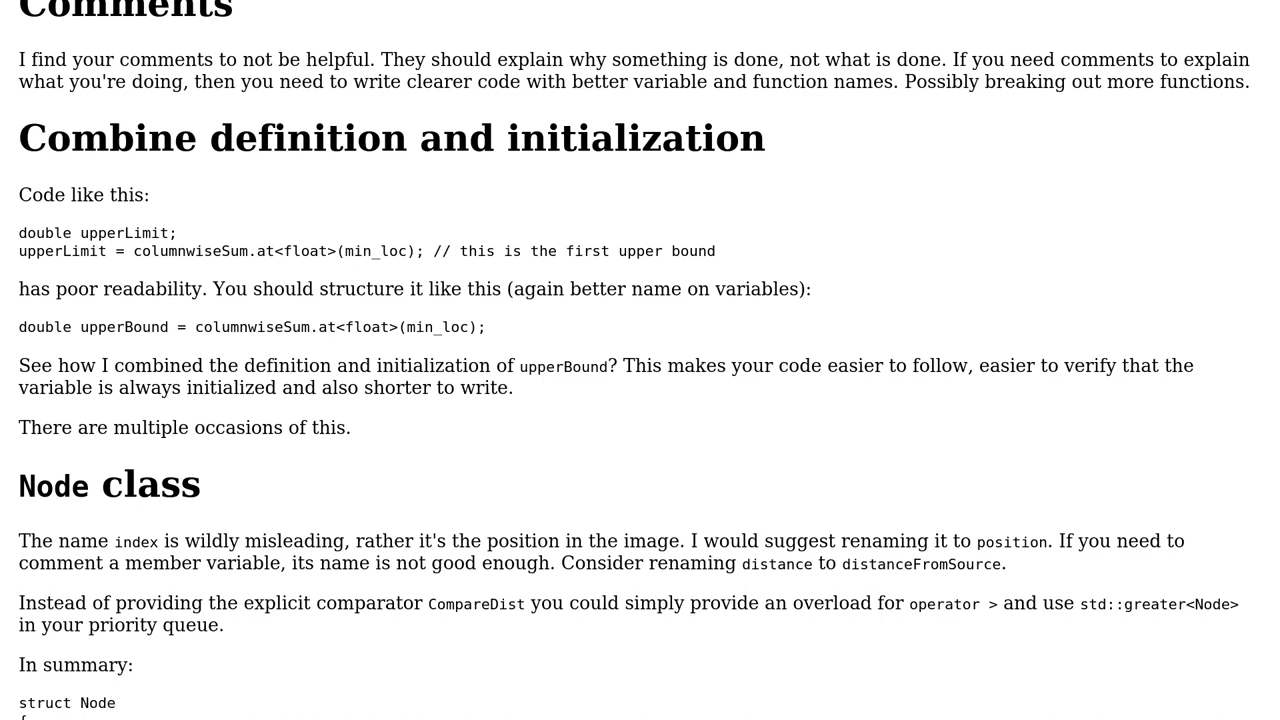 Comments
I find your comments to not be helpful. They should explain why something is done, not what is done. If you need comments to explain
what you're doing, then you need to write clearer code with better variable and function names. Possibly breaking out more functions.
Combine definition and initialization
Code like this:
double upperLimit;
upperLimit = columnwiseSum.at<float>(min_loc); // this is the first upper bound
has poor readability. You should structure it like this (again better name on variables):
double upperBound = columnwiseSum.at<float>(min_loc);
See how I combined the definition and initialization of upperBound? This makes your code easier to follow, easier to verify that the
variable is always initialized and also shorter to write.
There are multiple occasions of this.
Node class
The name index is wildly misleading, rather it's the position in the image. I would suggest renaming it to position. If you need to
comment a member variable, its name is not good enough. Consider renaming distance to distanceFromSource.
Instead of providing the explicit comparator CompareDist you could simply provide an overload for operator > and use std::greater<Node>
in your priority queue.
In summary:
struct Node
{